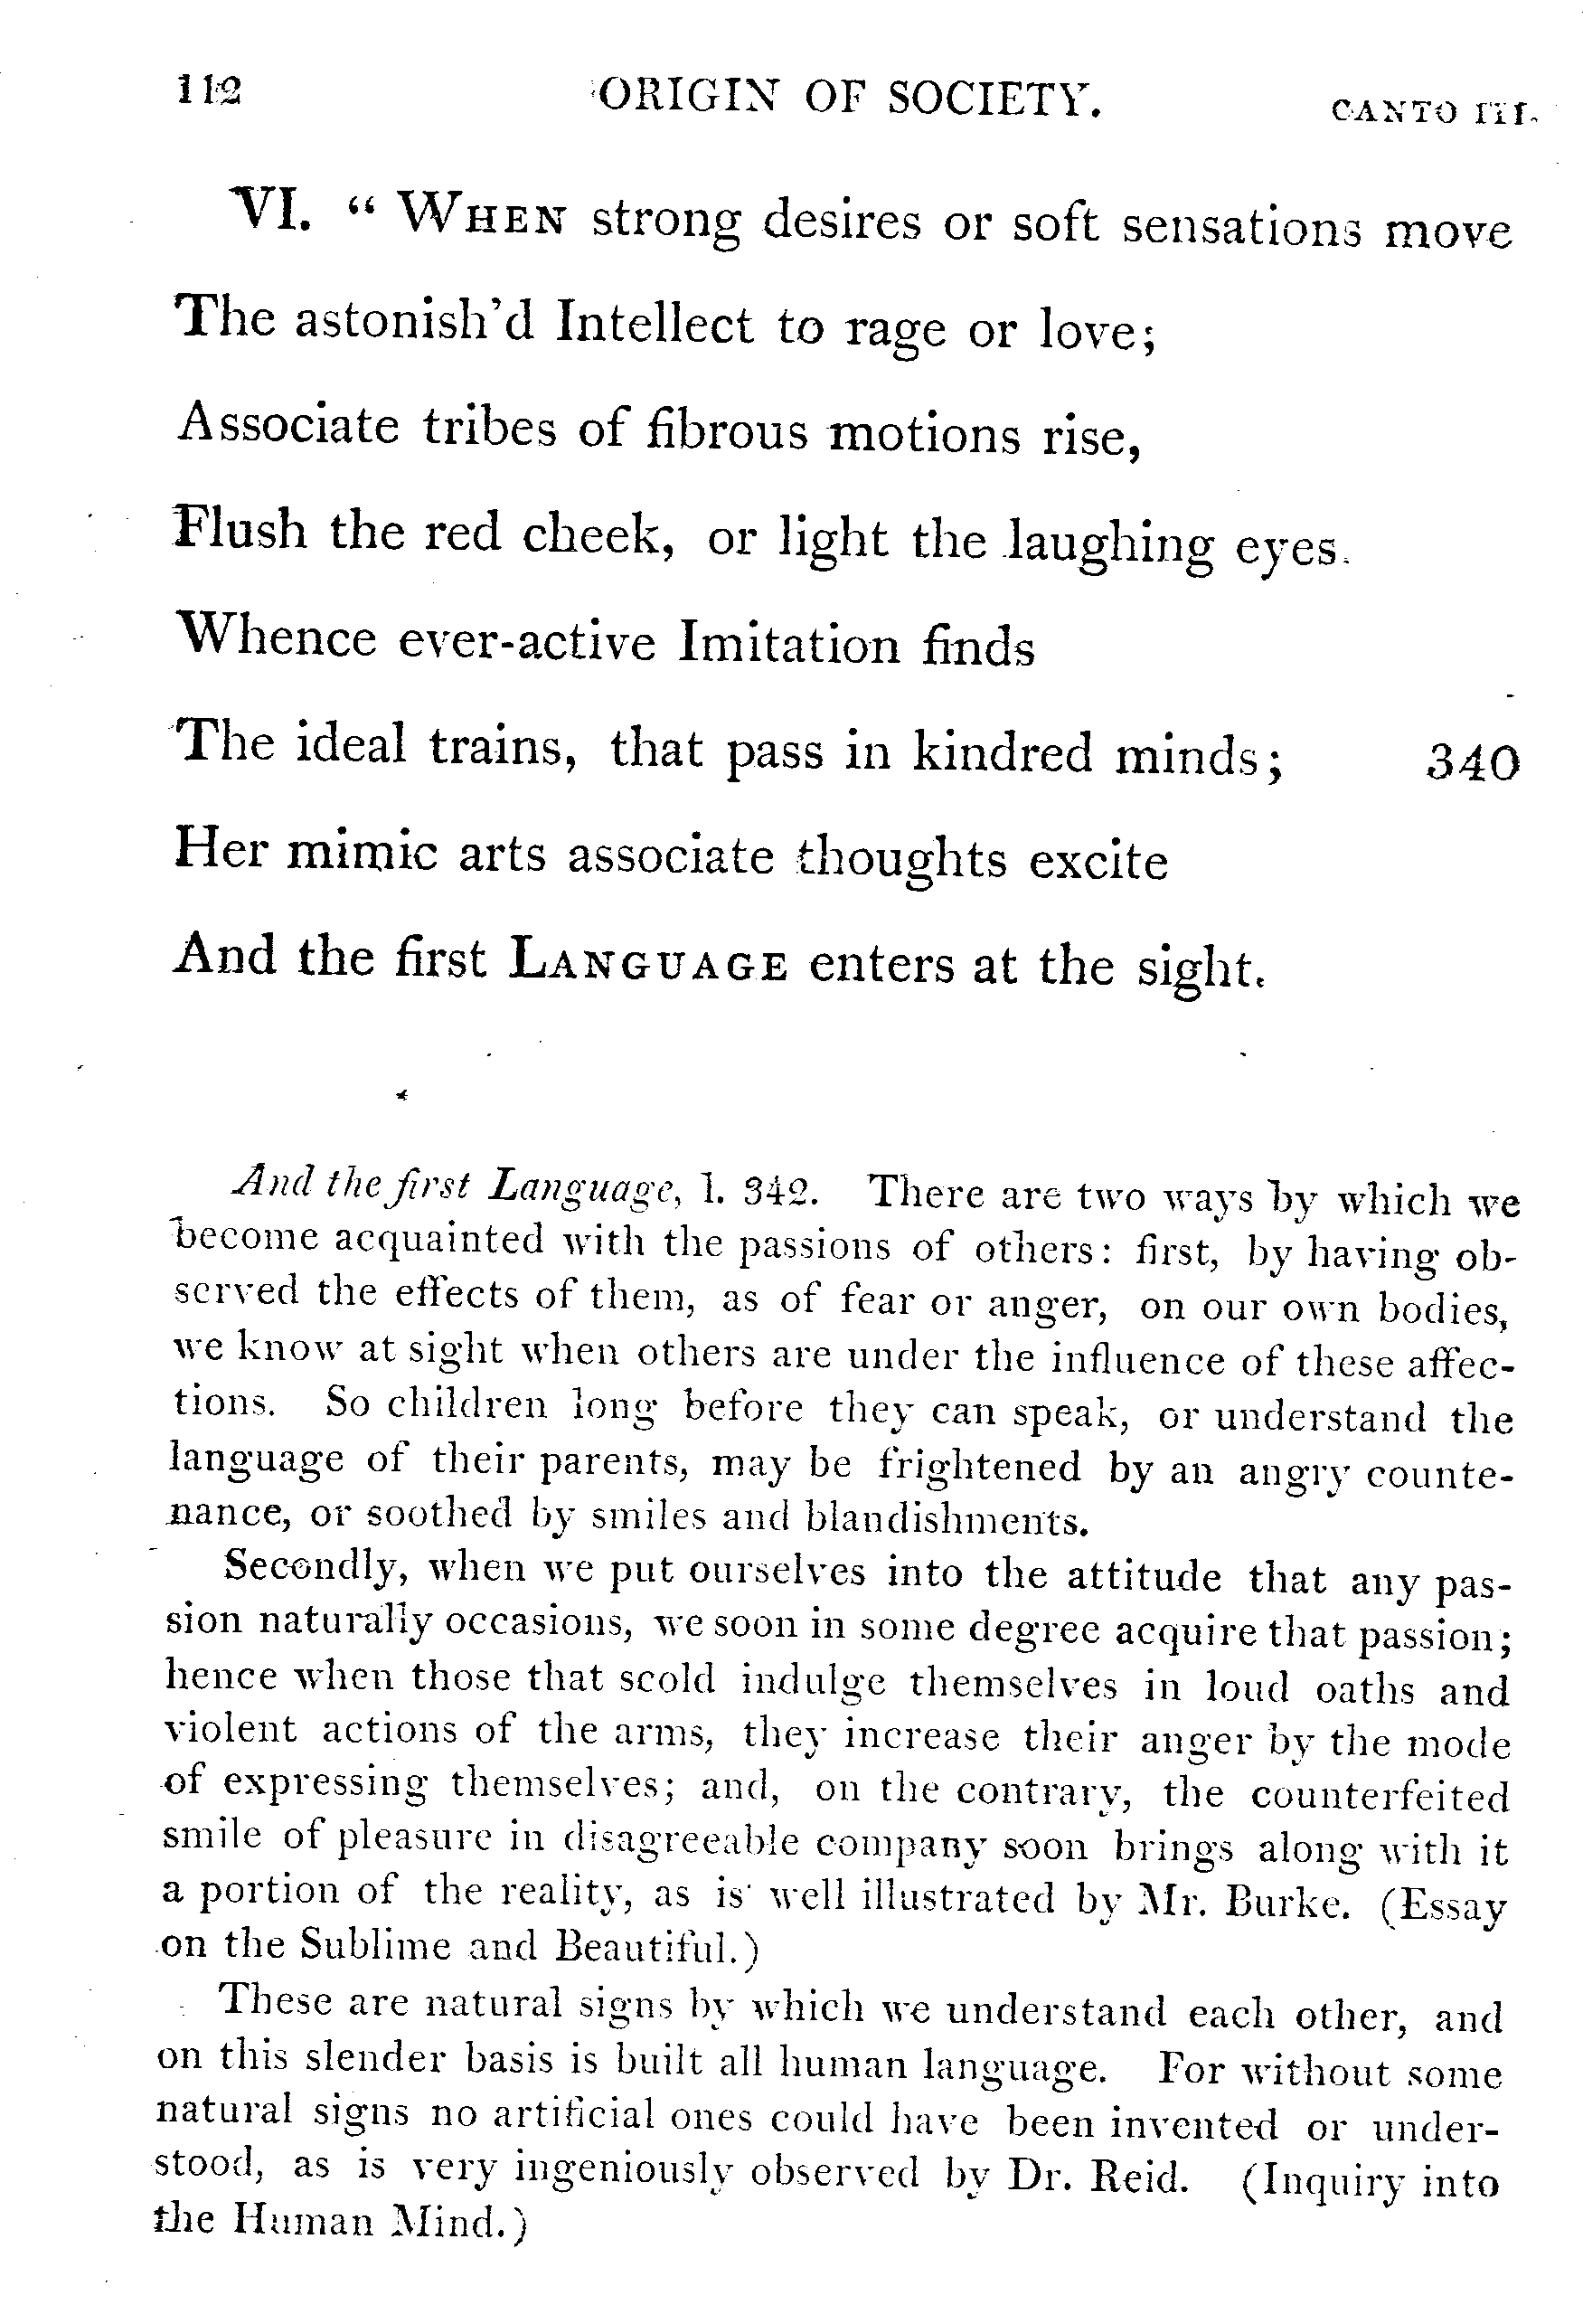 112 ORIGIN OF SOCIETY. CANTO III.
VI. “ WHEN strong desires or soft sensations move
The astonish’d Intellect to rage or love;
Associate tribes of fibrous motions rise,
Flush the red cheek, or light the laughing eyes.
Whence ever-active Imitation finds
The ideal trains, that pass in kindred minds; 340
Her mimic arts associate thoughts excite
And the first LANGUAGE enters at the sight.
And the first Language, l. 342. There are two ways by which we
become acquainted with the passions of others: first, by having ob-
served the effects of them, as of fear or anger, on our own bodies,
we know at sight when others are under the influence of these affec-
tions. So children long before they can speak, or understand the
language of their parents, may be frightened by an angry counte-
nance, or soothed by smiles and blandishments.
Secondly, when we put ourselves into the attitude that any pas-
sion naturally occasions, we soon in some degree acquire that passion;
hence when those that scold indulge themselves in loud oaths and
violent actions of the arms, they increase their anger by the mode
of expressing themselves; and, on the contrary, the counterfeited
smile of pleasure in disagreeable company soon brings along with it
a portion of the reality, as is well illustrated by Mr. Burke. (Essay
on the Sublime and Beautiful.)
These are natural signs by which we understand each other, and
on this slender basis is built all human language. For without some
natural signs no artificial ones could have been invented or under-
stood, as is very ingeniously observed by Dr. Reid. (Inquiry into
the Human Mind.)